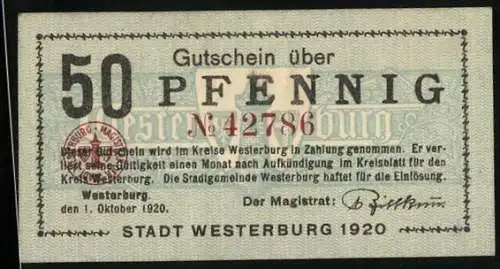 Gutschein über
50 PFENNIG
№ 42786
Dieser Gutschein wird im Kreise Westerburg in Zahlung genommen. Er ver-
liert seine Gültigkeit einen Monat nach Aufkündigung im Kreisblatt für den
Kreis Westerburg. Die Stadtgemeinde Westerburg haftet für die Einlösung.
Westerburg,
den 1. Oktober 1920.
Der Magistrat:
STADT WESTERBURG 1920